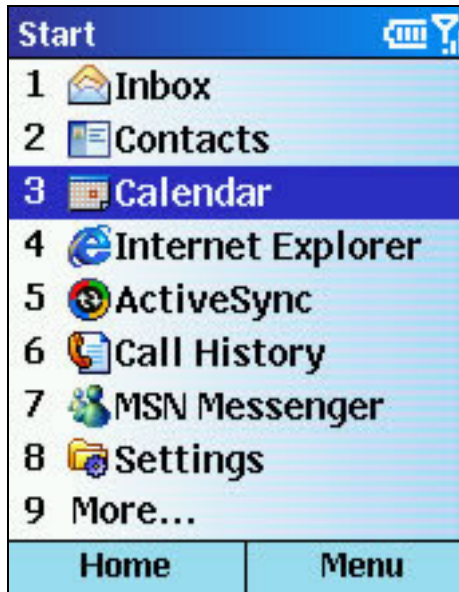 Start
1 Inbox
2 Contacts
3 Calendar
4 Internet Explorer
5 ActiveSync
6 Call History
7 MSN Messenger
8 Settings
9 More...
Home Menu